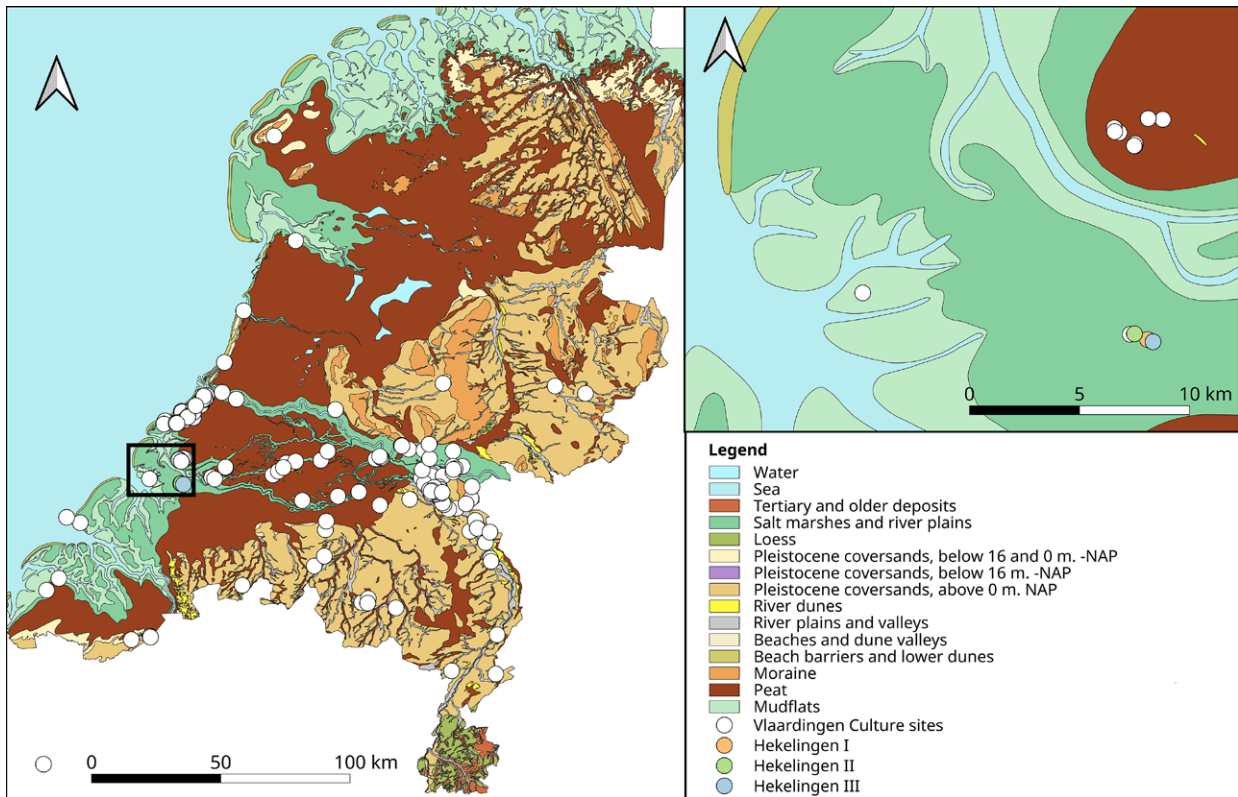 0 5 10 km
Legend
Water
Sea
Tertiary and older deposits
Salt marshes and river plains
Loess
Pleistocene coversands, below 16 and 0 m. -NAP
Pleistocene coversands, below 16 m. -NAP
Pleistocene coversands, above 0 m. NAP
River dunes
River plains and valleys
Beaches and dune valleys
Beach barriers and lower dunes
Moraine
Peat
Mudflats
Vlaardingen Culture sites
Hekelingen I
Hekelingen II
Hekelingen III
0 50 100 km